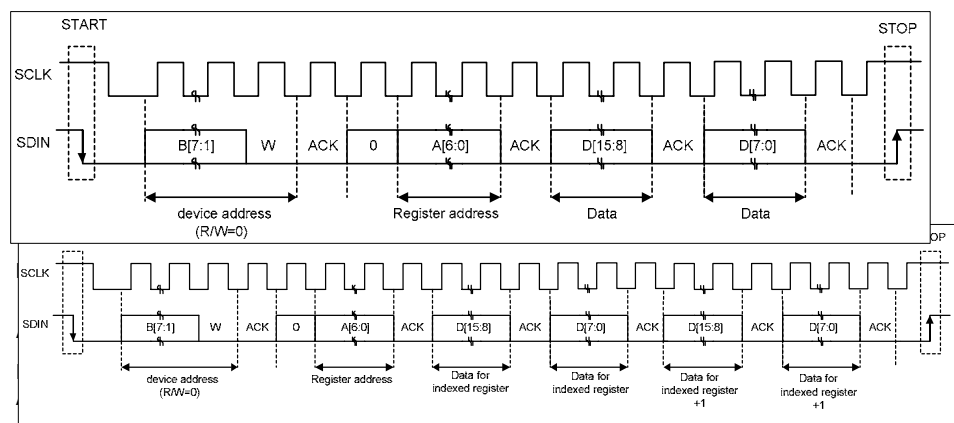 START STOP
SCLK
SDIN B[7:1] W ACK 0 A[6:0] ACK D[15:8] ACK D[7:0] ACK
device address Register address Data Data
(R/W=0)
OP
SCLK
SDIN B[7:1] W ACK 0 A[6:0] ACK D[15:8] ACK D[7:0] ACK D[15:8] ACK D[7:0] ACK
device address Register address Data for Data for Data for Data for
(R/W=0) indexed register indexed register indexed register indexed register
+1 +1